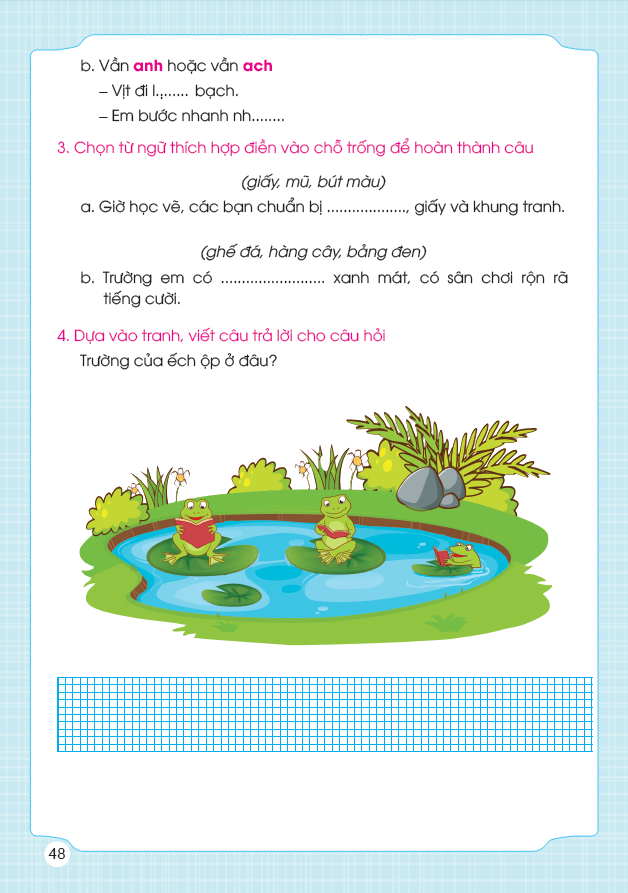 b. Vần anh hoặc vần ach
– Vịt đi l.̣...... bạch.
– Em bước nhanh nh........
3. Chọn từ ngữ thích hợp điền vào chỗ trống để hoàn thành câu
(giấy, mũ, bút màu)
a. Giờ học vẽ, các bạn chuẩn bị ..................., giấy và khung tranh.
(ghế đá, hàng cây, bảng đen)
b. Trường em có ......................... xanh mát, có sân chơi rộn rã
tiếng cười.
4. Dựa vào tranh, viết câu trả lời cho câu hỏi
Trường của ếch ộp ở đâu?
48